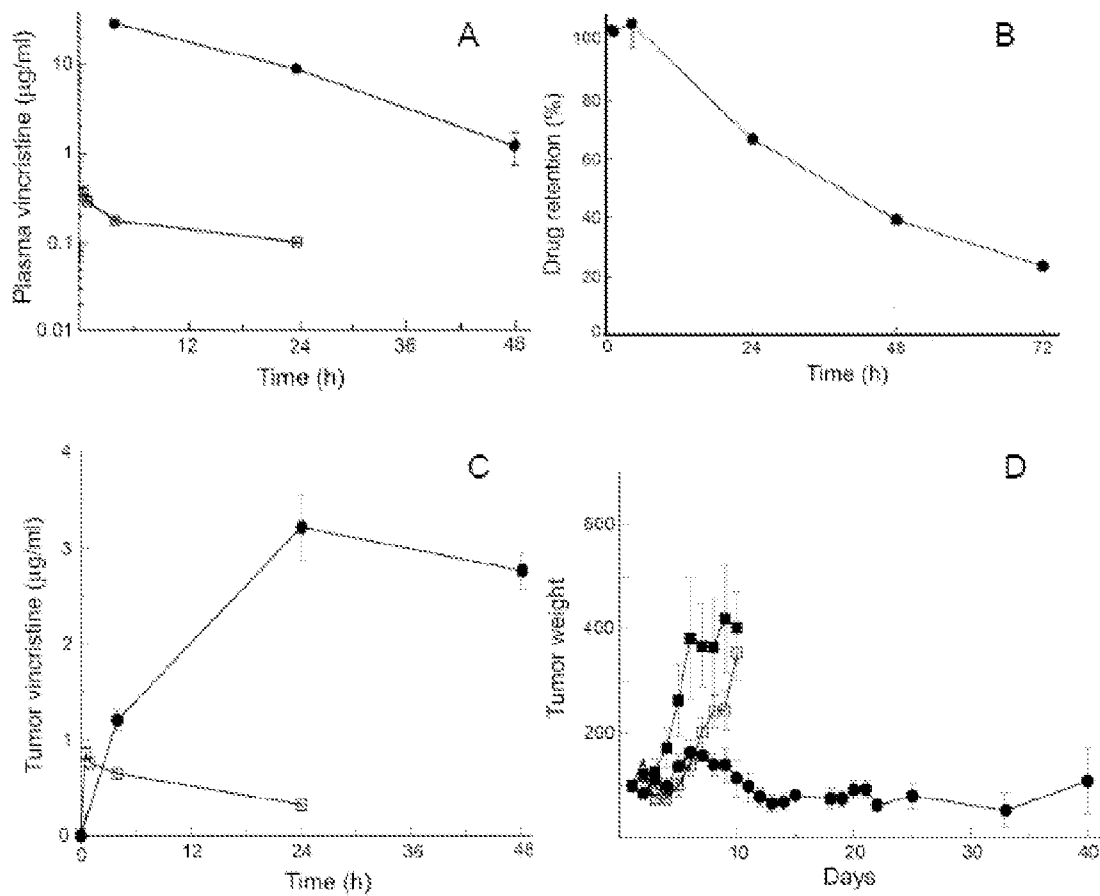 A
Plasma vincristine (µg/ml)
10
1
0.1
0.01
12
24
36
48
Time (h)
B
Drug retention (%)
100
80
60
40
20
0
0
24
48
72
Time (h)
C
Tumor vincristine (µg/ml)
4
3
2
1
0
0
12
24
36
48
Time (h)
D
Tumor weight
600
400
200
10
20
30
40
Days